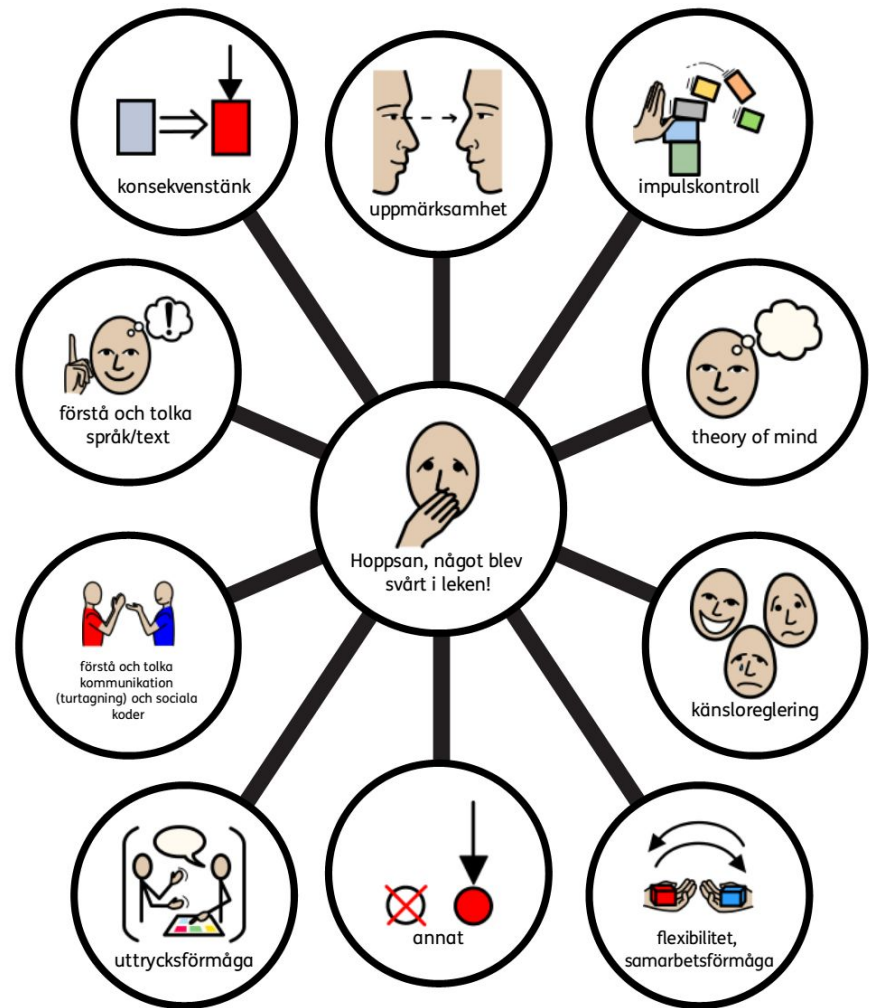 konsekvenstänk
uppmärksamhet
impulskontroll
förstå och tolka
språk/text
theory of mind
Hoppsan, något blev
svårt i leken!
förstå och tolka
kommunikation
(turtagning) och sociala
koder
känsloreglering
uttrycksförmåga
annat
flexibilitet,
samarbetsförmåga